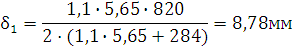 δ₁ = 1,1·5,65·820 / 2·(1,1·5,65+284) = 8,78мм